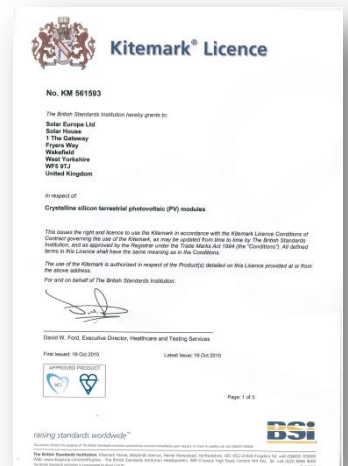 Kitemark® Licence
No. KM 561593
The British Standards Institution hereby grants to:
Solar Europa Ltd
Solar House
1 The Gateway
Fryers Way
Wakefield
West Yorkshire
WF5 9TJ
United Kingdom
in respect of:
Crystalline silicon terrestrial photovoltaic (PV) modules
This issues the right and licence to use the Kitemark in accordance with the Kitemark Licence Conditions of
Contract governing the use of the Kitemark, as may be updated from time to time by The British Standards
Institution, and as approved by the Registrar under the Trade Marks Act 1994 (the "Conditions"). All defined
terms in this Licence shall have the same meaning as in the Conditions.
The use of the Kitemark is authorized in respect of the Product(s) detailed on this Licence provided at or from
the above address.
For and on behalf of The British Standards Institution:
David W. Ford, Executive Director, Healthcare and Testing Services
First Issued: 19 Oct 2010 Latest Issue: 19 Oct 2010
APPROVED PRODUCT
Page: 1 of 3
raising standards worldwide™
BSi